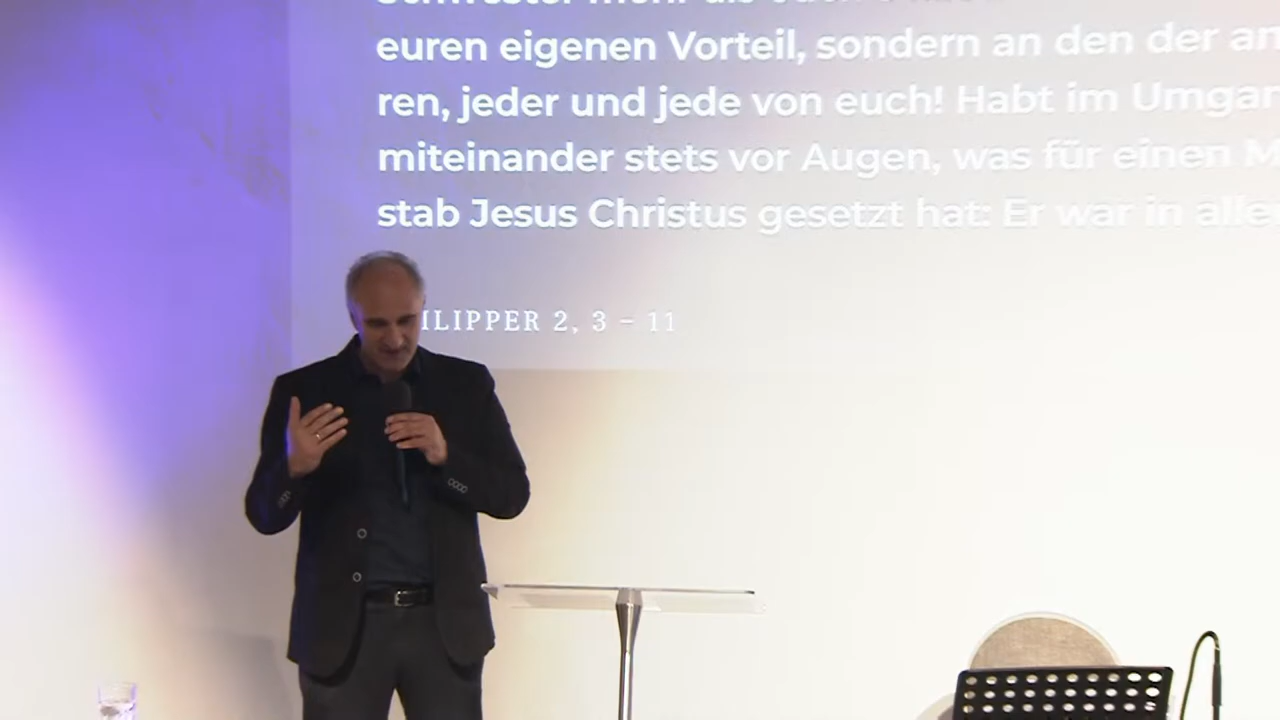 euren eigenen Vorteil, sondern an den der an
ren, jeder und jede von euch! Habt im Umgan
miteinander stets vor Augen, was für einen M
stab Jesus Christus gesetzt hat: Er war in alle
ILIPPER 2, 3 – 11